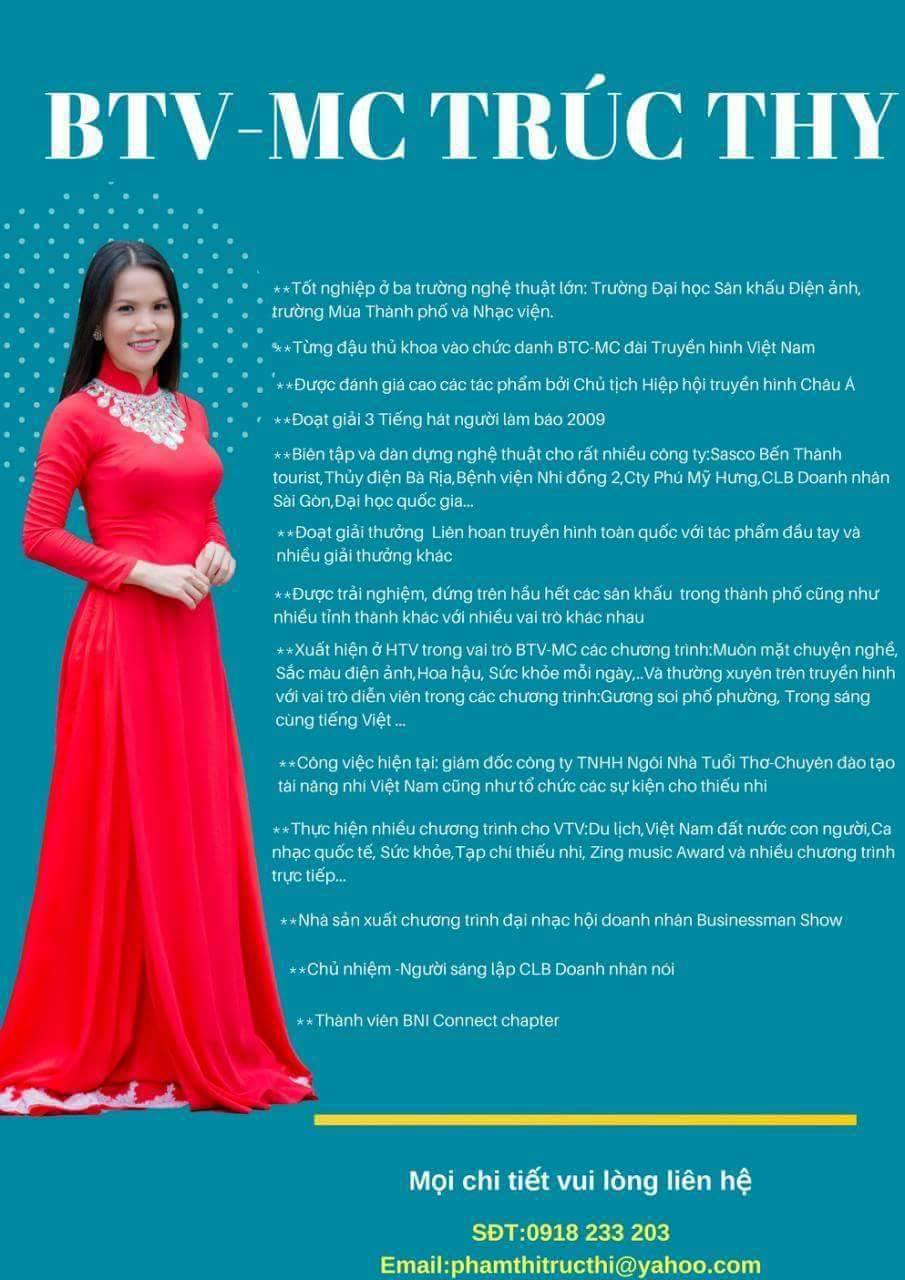 BTV-MC TRÚC THY
**Tốt nghiệp ở ba trường nghệ thuật lớn: Trường Đại học Sân khấu Điện ảnh,
trường Múa Thành phố và Nhạc viện.
**Từng đậu thủ khoa vào chức danh BTC-MC đài Truyền hình Việt Nam
**Được đánh giá cao các tác phẩm bởi Chủ tịch Hiệp hội truyền hình Châu Á
**Đoạt giải 3 Tiếng hát người làm báo 2009
**Biên tập và dàn dựng nghệ thuật cho rất nhiều công ty:Sasco Bến Thành
tourist,Thủy điện Bà Rịa,Bệnh viện Nhi đồng 2,Cty Phú Mỹ Hưng,CLB Doanh nhân
Sài Gòn,Đại học quốc gia...
**Đoạt giải thưởng Liên hoan truyền hình toàn quốc với tác phẩm đầu tay và
nhiều giải thưởng khác
**Được trải nghiệm, đứng trên hầu hết các sân khấu trong thành phố cũng như
nhiều tỉnh thành khác với nhiều vai trò khác nhau
**Xuất hiện ở HTV trong vai trò BTV-MC các chương trình:Muôn mặt chuyện nghề,
Sắc màu điện ảnh,Hoa hậu, Sức khỏe mỗi ngày,..Và thường xuyên trên truyền hình
với vai trò diễn viên trong các chương trình:Gương soi phố phường, Trong sáng
cùng tiếng Việt ...
**Công việc hiện tại: giám đốc công ty TNHH Ngôi Nhà Tuổi Thơ-Chuyên đào tạo
tài năng nhí Việt Nam cũng như tổ chức các sự kiện cho thiếu nhi
**Thực hiện nhiều chương trình cho VTV:Du lịch,Việt Nam đất nước con người,Ca
nhạc quốc tế, Sức khỏe,Tạp chí thiếu nhi, Zing music Award và nhiều chương trình
trực tiếp...
**Nhà sản xuất chương trình đại nhạc hội doanh nhân Businessman Show
**Chủ nhiệm -Người sáng lập CLB Doanh nhân nói
**Thành viên BNI Connect chapter
Mọi chi tiết vui lòng liên hệ
SĐT:0918 233 203
Email:phamthitructhi@yahoo.com